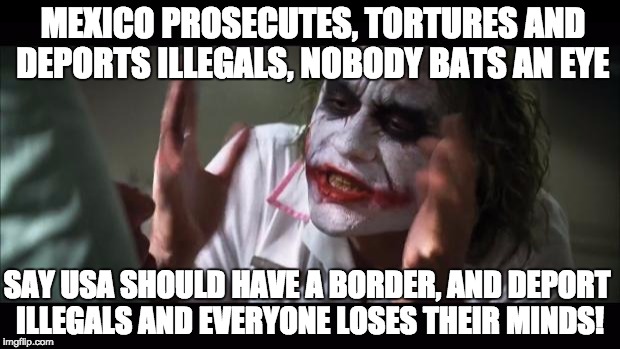 MEXICO PROSECUTES, TORTURES AND
DEPORTS ILLEGALS, NOBODY BATS AN EYE
SAY USA SHOULD HAVE A BORDER, AND DEPORT
ILLEGALS AND EVERYONE LOSES THEIR MINDS!
imgflip.com